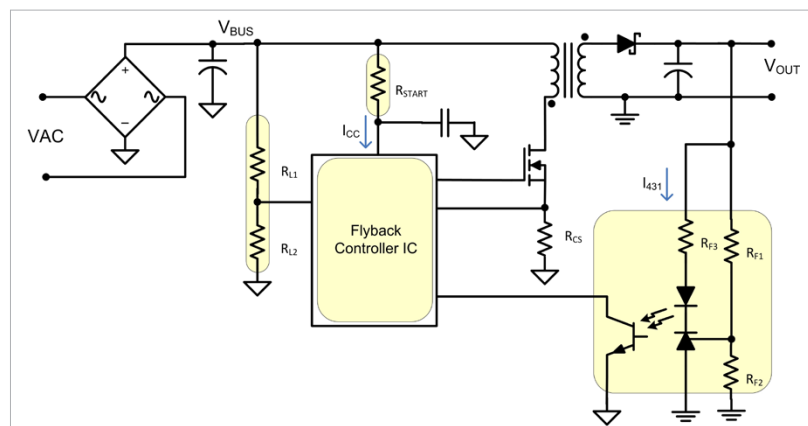 VBUS
VOUT
RSTART
VAC
ICC
I431
RL1
RF3
RF1
Flyback
Controller IC
RCS
RL2
RF2